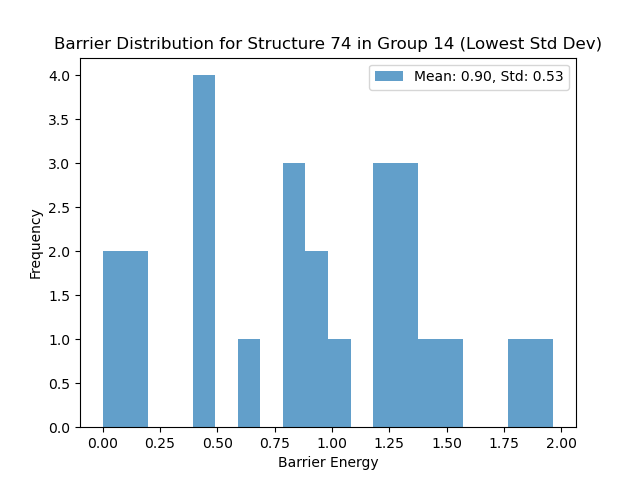 Barrier Distribution for Structure 74 in Group 14 (Lowest Std Dev)
Mean: 0.90, Std: 0.53
4.0
3.5
3.0
2.5
2.0
1.5
1.0
0.5
0.0
Frequency
0.00 0.25 0.50 0.75 1.00 1.25 1.50 1.75 2.00
Barrier Energy